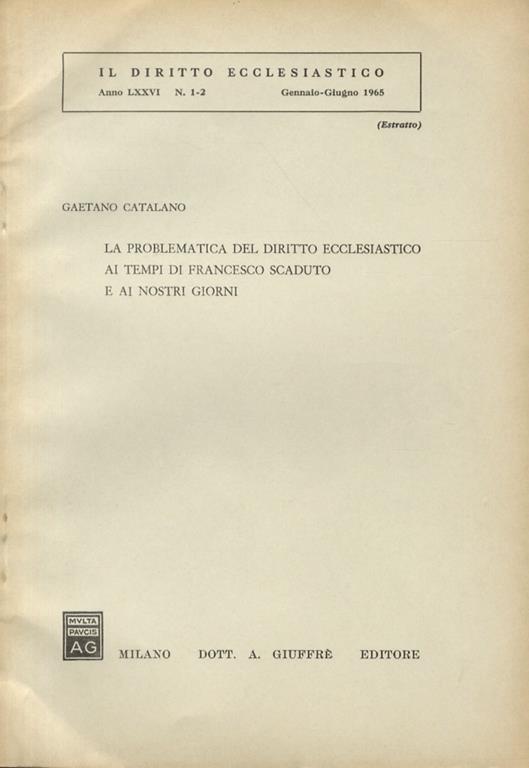 IL DIRITTO ECCLESIASTICO
Anno LXXVI N. 1-2 Gennaio-Giugno 1965
(Estratto)
GAETANO CATALANO
LA PROBLEMATICA DEL DIRITTO ECCLESIASTICO
AI TEMPI DI FRANCESCO SCADUTO
E AI NOSTRI GIORNI
MVLTA
PAVCIS
AG
MILANO DOTT. A. GIUFFRÈ EDITORE